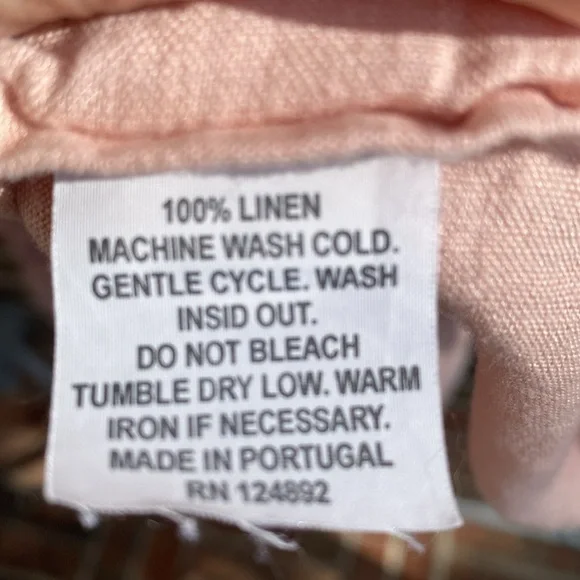 100% LINEN
MACHINE WASH COLD.
GENTLE CYCLE. WASH
INSID OUT.
DO NOT BLEACH
TUMBLE DRY LOW. WARM
IRON IF NECESSARY.
MADE IN PORTUGAL
RN 124892